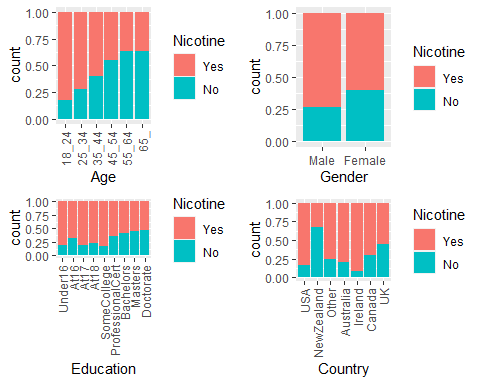 count
1.00
0.75
0.50
0.25
0.00
18_24
25_34
35_44
45_54
55_64
65_
Age
Nicotine
Yes
No
count
1.00
0.75
0.50
0.25
0.00
Male
Female
Gender
Nicotine
Yes
No
count
1.00
0.75
0.50
0.25
0.00
Under16
At16
At17
At18
SomeCollege
ProfessionalCert
Bachelors
Masters
Doctorate
Education
Nicotine
Yes
No
count
1.00
0.75
0.50
0.25
0.00
USA
NewZealand
Other
Australia
Ireland
Canada
UK
Country
Nicotine
Yes
No